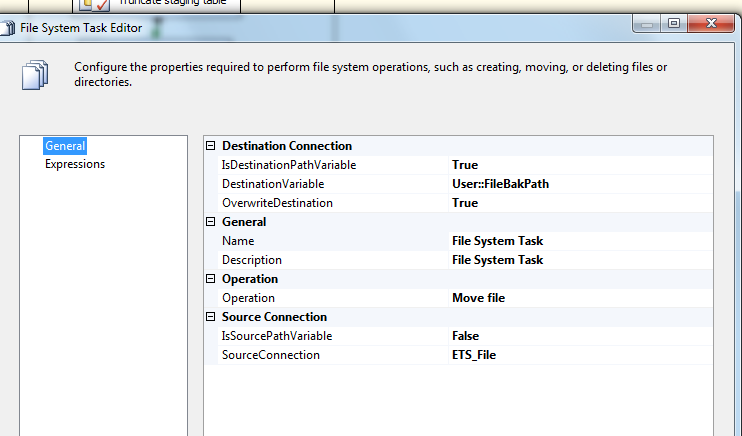 Truncate staging table
File System Task Editor
Configure the properties required to perform file system operations, such as creating, moving, or deleting files or
directories.
General
Expressions
Destination Connection
IsDestinationPathVariable True
DestinationVariable User::FileBakPath
OverwriteDestination True
General
Name File System Task
Description File System Task
Operation
Operation Move file
Source Connection
IsSourcePathVariable False
SourceConnection ETS_File